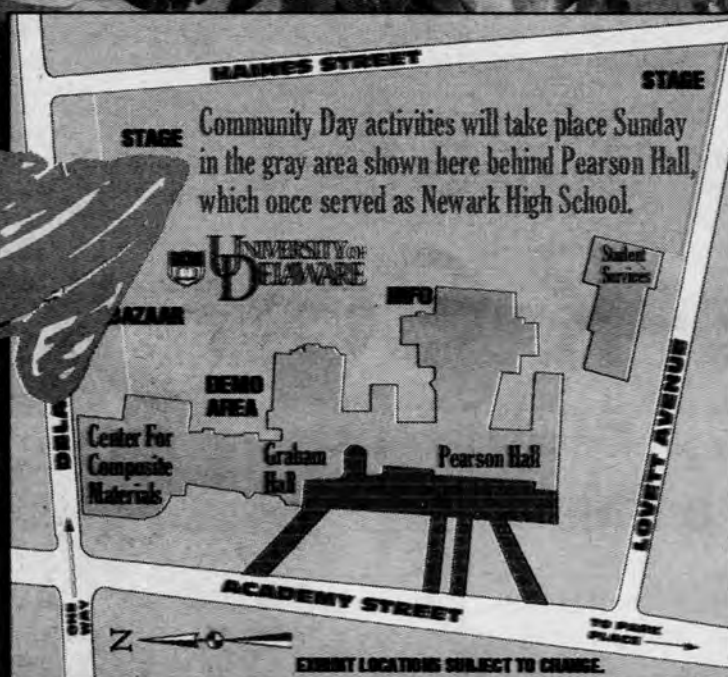 HAINES STREET
STAGE
STAGE
Community Day activities will take place Sunday
in the gray area shown here behind Pearson Hall,
which once served as Newark High School.
UNIVERSITY OF
DELAWARE
Student
Services
INFO
BAZAAR
DEMO
AREA
Center For
Composite
Materials
Graham
Hall
Pearson Hall
DELA
LOVETT AVENUE
ONE
WAY
ACADEMY STREET
TO PARK
PLACE
N
EXHIBIT LOCATIONS SUBJECT TO CHANGE.